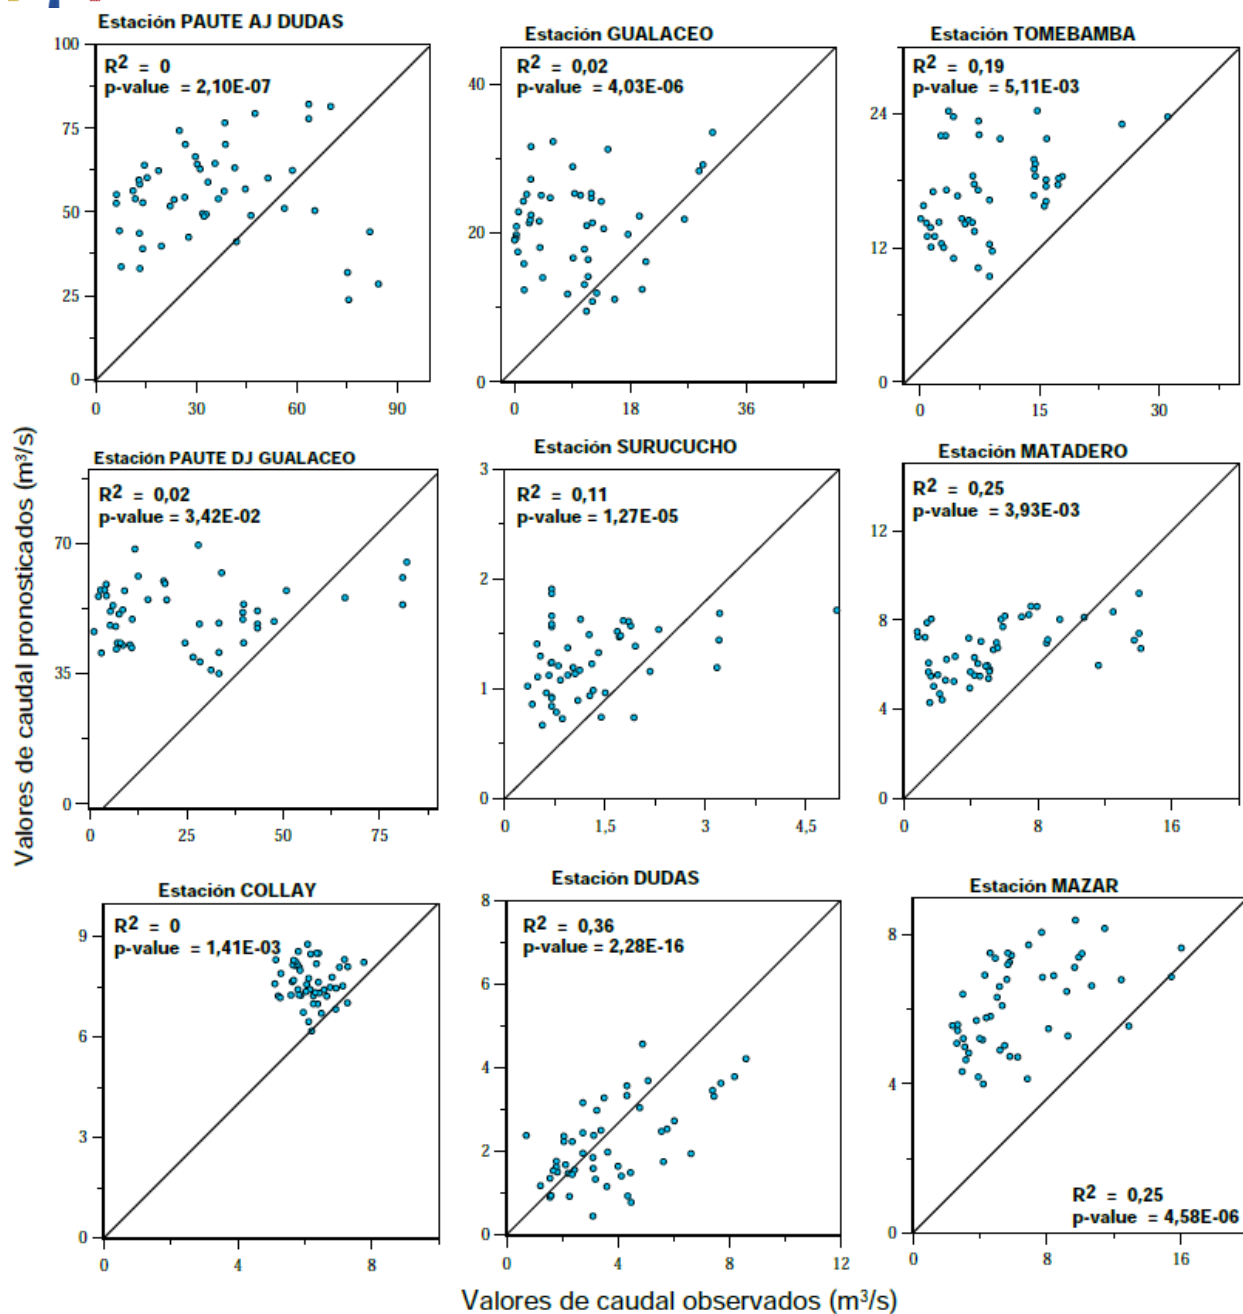 Estación PAUTE AJ DUDAS
R² = 0
p-value = 2,10E-07
100
75
50
25
0
0 30 60 90
Estación GUALACEO
R² = 0,02
p-value = 4,03E-06
40
20
0
0 18 36
Estación TOMEBAMBA
R² = 0,19
p-value = 5,11E-03
24
12
0
0 15 30
Valores de caudal pronosticados (m³/s)
Estación PAUTE DJ GUALACEO
R² = 0,02
p-value = 3,42E-02
70
35
0
0 25 50 75
Estación SURUCUCHO
R² = 0,11
p-value = 1,27E-05
3
2
1
0
0 1,5 3 4,5
Estación MATADERO
R² = 0,25
p-value = 3,93E-03
12
8
4
0
0 8 16
Estación COLLAY
R² = 0
p-value = 1,41E-03
9
6
3
0
0 4 8
Estación DUDAS
R² = 0,36
p-value = 2,28E-16
8
6
4
2
0
0 4 8 12
Estación MAZAR
8
4
0
R² = 0,25
p-value = 4,58E-06
0 8 16
Valores de caudal observados (m³/s)